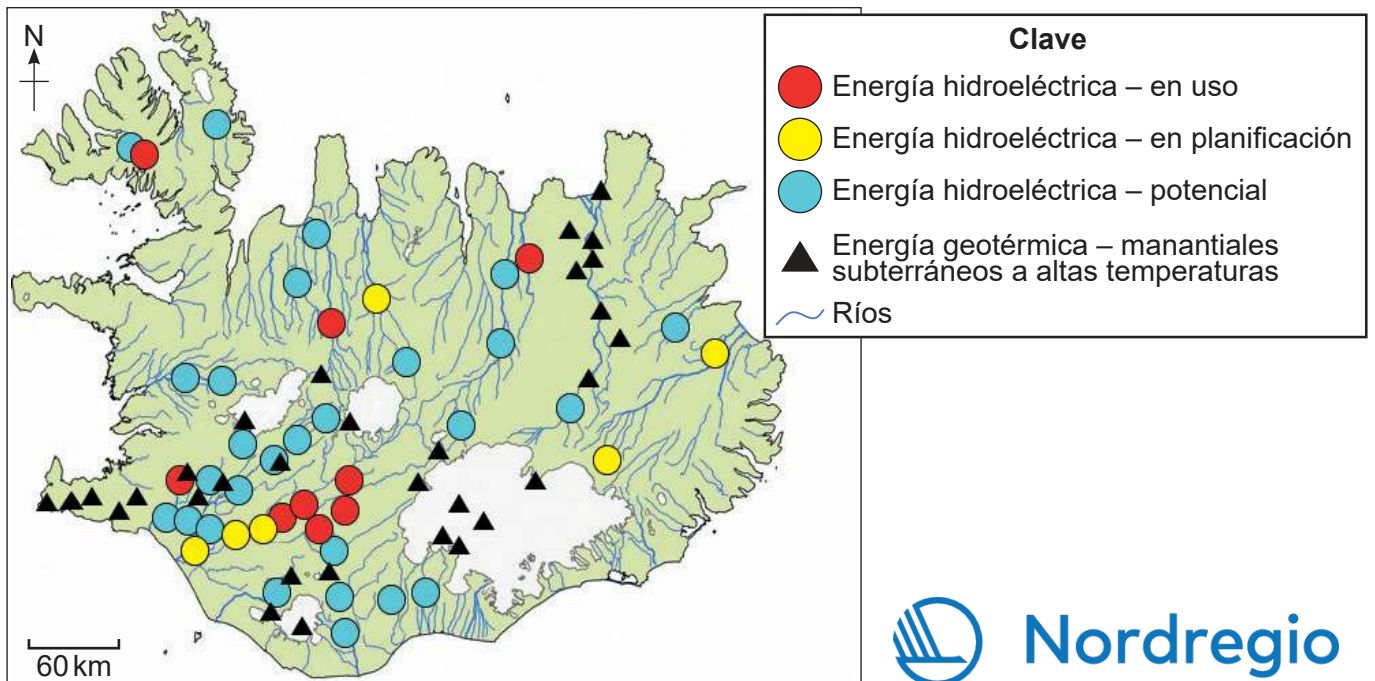 N
Clave
Energía hidroeléctrica – en uso
Energía hidroeléctrica – en planificación
Energía hidroeléctrica – potencial
Energía geotérmica – manantiales
subterráneos a altas temperaturas
Ríos
60 km
Nordregio